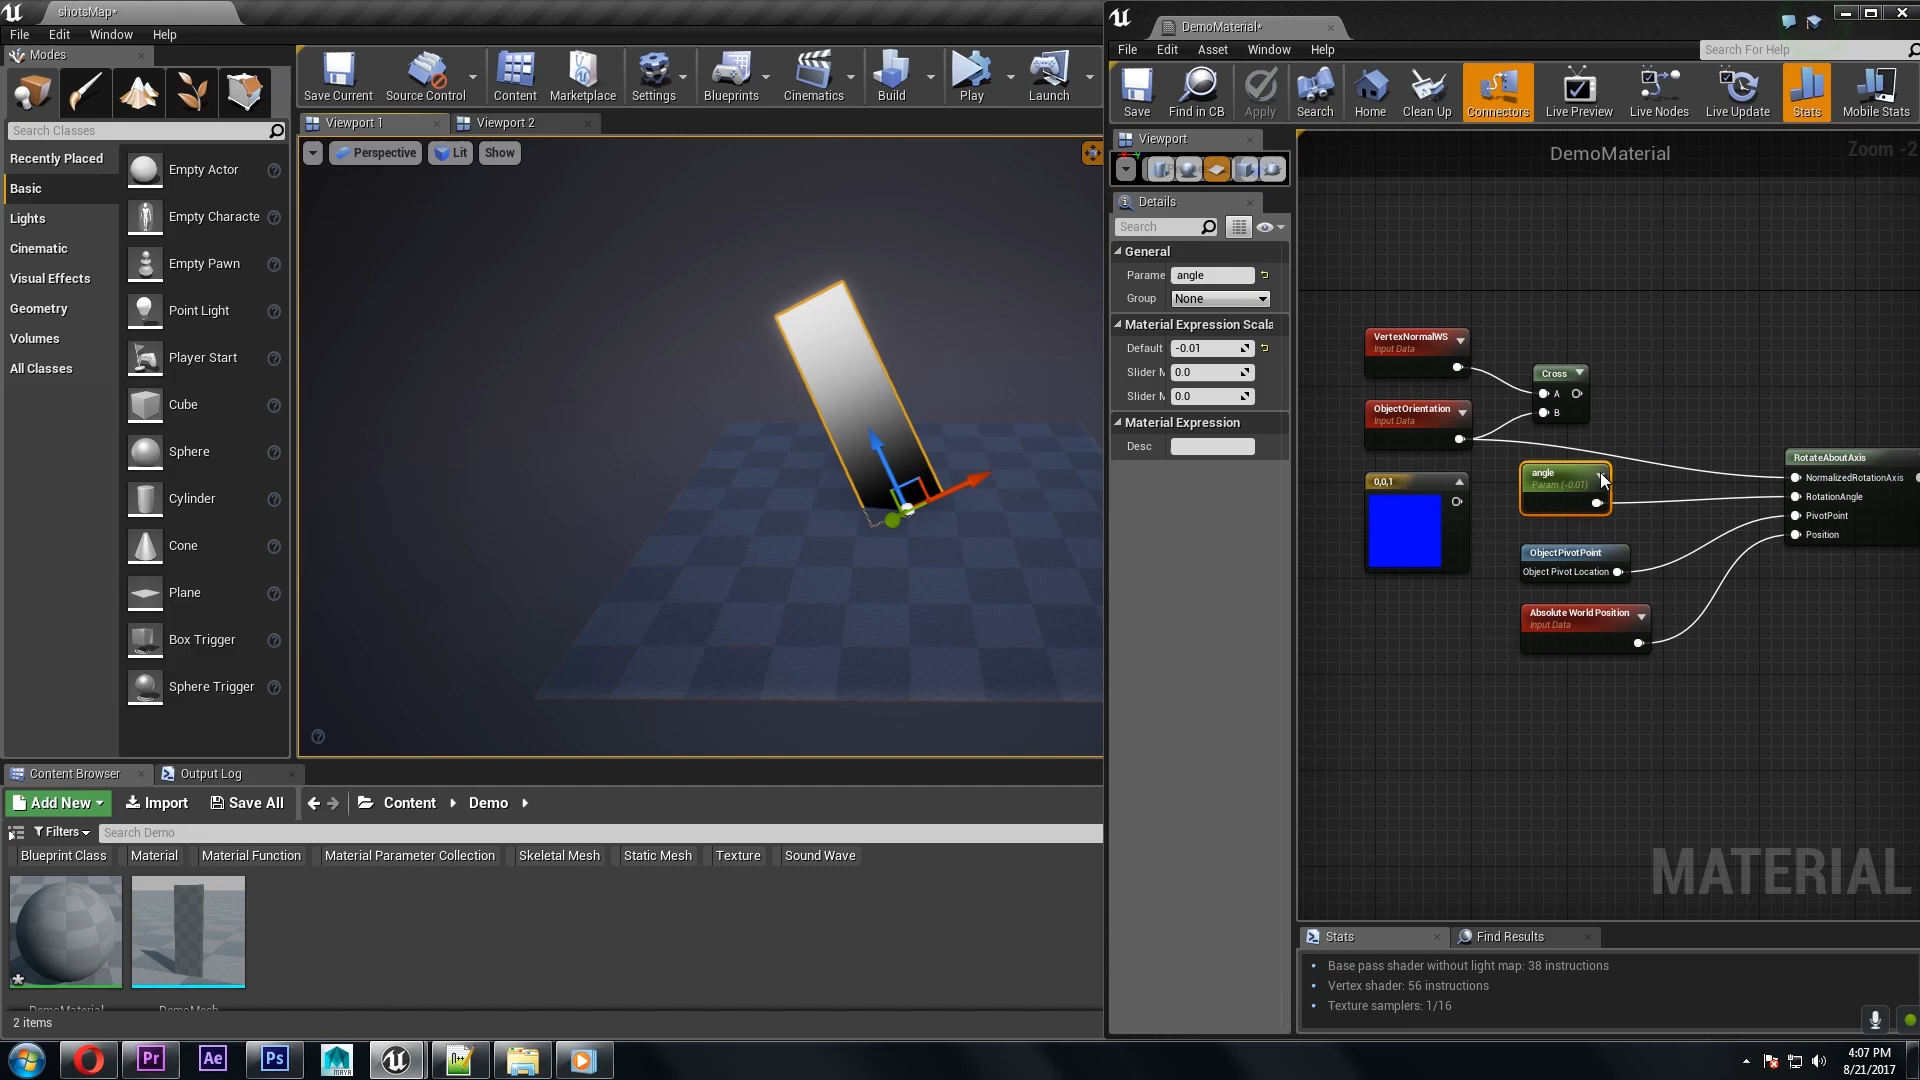 shotsMap*
File Edit Window Help
Modes
Search Classes
Recently Placed
Basic
Lights
Cinematic
Visual Effects
Geometry
Volumes
All Classes
Empty Actor
Empty Characte
Empty Pawn
Point Light
Player Start
Cube
Sphere
Cylinder
Cone
Plane
Box Trigger
Sphere Trigger
Save Current Source Control Content Marketplace Settings Blueprints Cinematics Build Play Launch
Viewport 1 Viewport 2
Perspective Lit Show
Content Browser Output Log
Add New Import Save All Content Demo
Filters Search Demo
Blueprint Class Material Material Function Material Parameter Collection Skeletal Mesh Static Mesh Texture Sound Wave
DemoMaterial DemoMesh
2 items
DemoMaterial*
File Edit Asset Window Help
Search For Help
Save Find in CB Apply Search Home Clean Up Connectors Live Preview Live Nodes Live Update Stats Mobile Stats
Viewport
Details
Search
General
Parame angle
Group None
Material Expression Scala
Default -0.01
Slider M 0.0
Slider M 0.0
Material Expression
Desc
DemoMaterial
Zoom -2
VertexNormalWS
Input Data
Cross
A
B
ObjectOrientation
Input Data
0,0,1
angle
Param (-0.01)
ObjectPivotPoint
Object Pivot Location
Absolute World Position
Input Data
RotateAboutAxis
NormalizedRotationAxis
RotationAngle
PivotPoint
Position
MATERIAL
Stats Find Results
Base pass shader without light map: 38 instructions
Vertex shader: 56 instructions
Texture samplers: 1/16
Pr Ae Ps MAYA
4:07 PM
8/21/2017